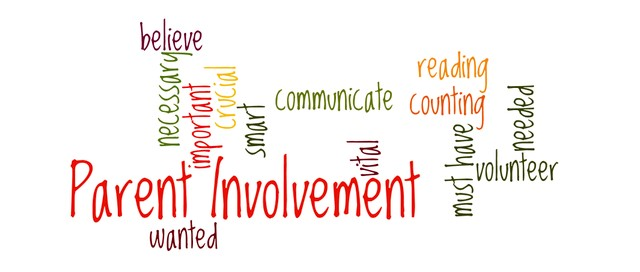 believe
necessary
important
crucial
smart
communicate
reading
counting
needed
vital
must have
volunteer
Parent Involvement
wanted